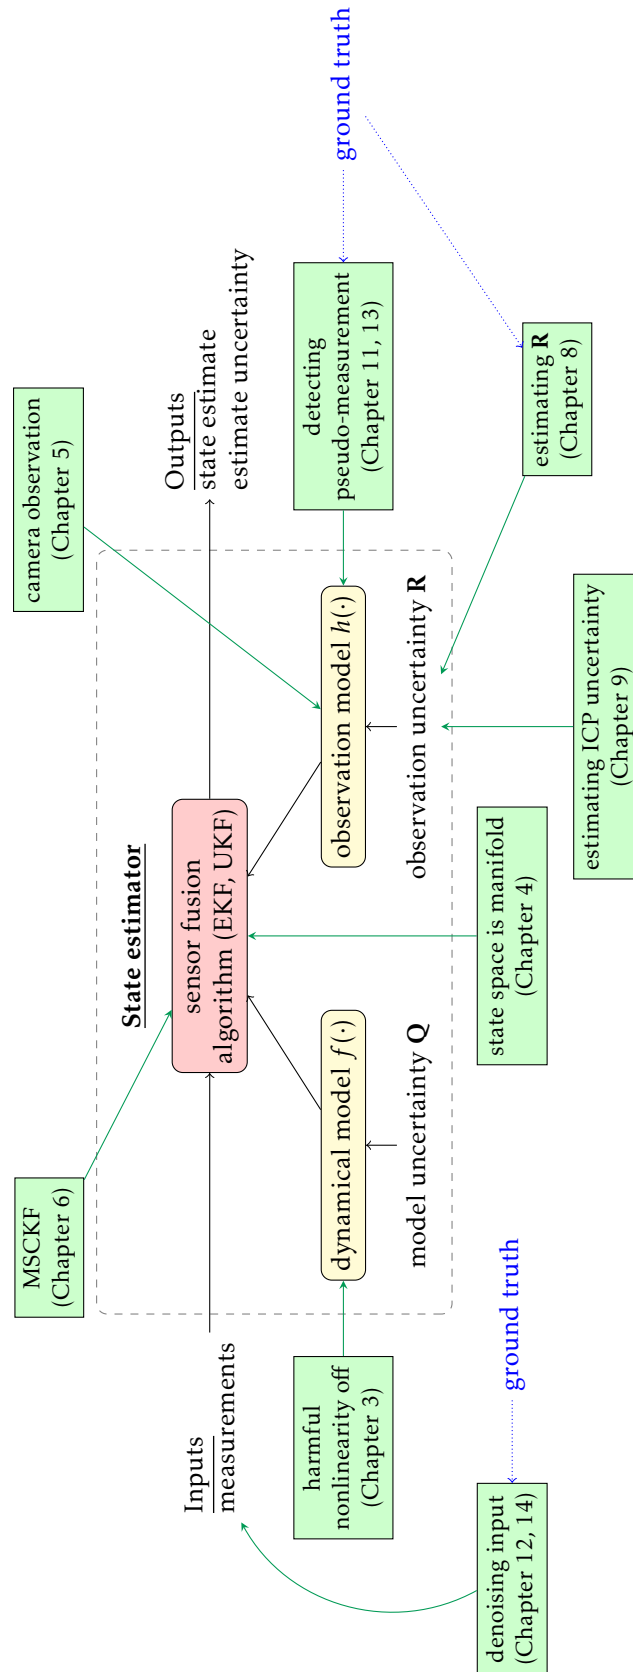 MSCKF
(Chapter 6)
camera observation
(Chapter 5)
State estimator
Inputs
measurements
sensor fusion
algorithm (EKF, UKF)
Outputs
state estimate
estimate uncertainty
harmful
nonlinearity off
(Chapter 3)
dynamical model f(·)
observation model h(·)
detecting
pseudo-measurement
(Chapter 11, 13)
ground truth
model uncertainty Q
observation uncertainty R
denoising input
(Chapter 12, 14)
ground truth
state space is manifold
(Chapter 4)
estimating R
(Chapter 8)
estimating ICP uncertainty
(Chapter 9)